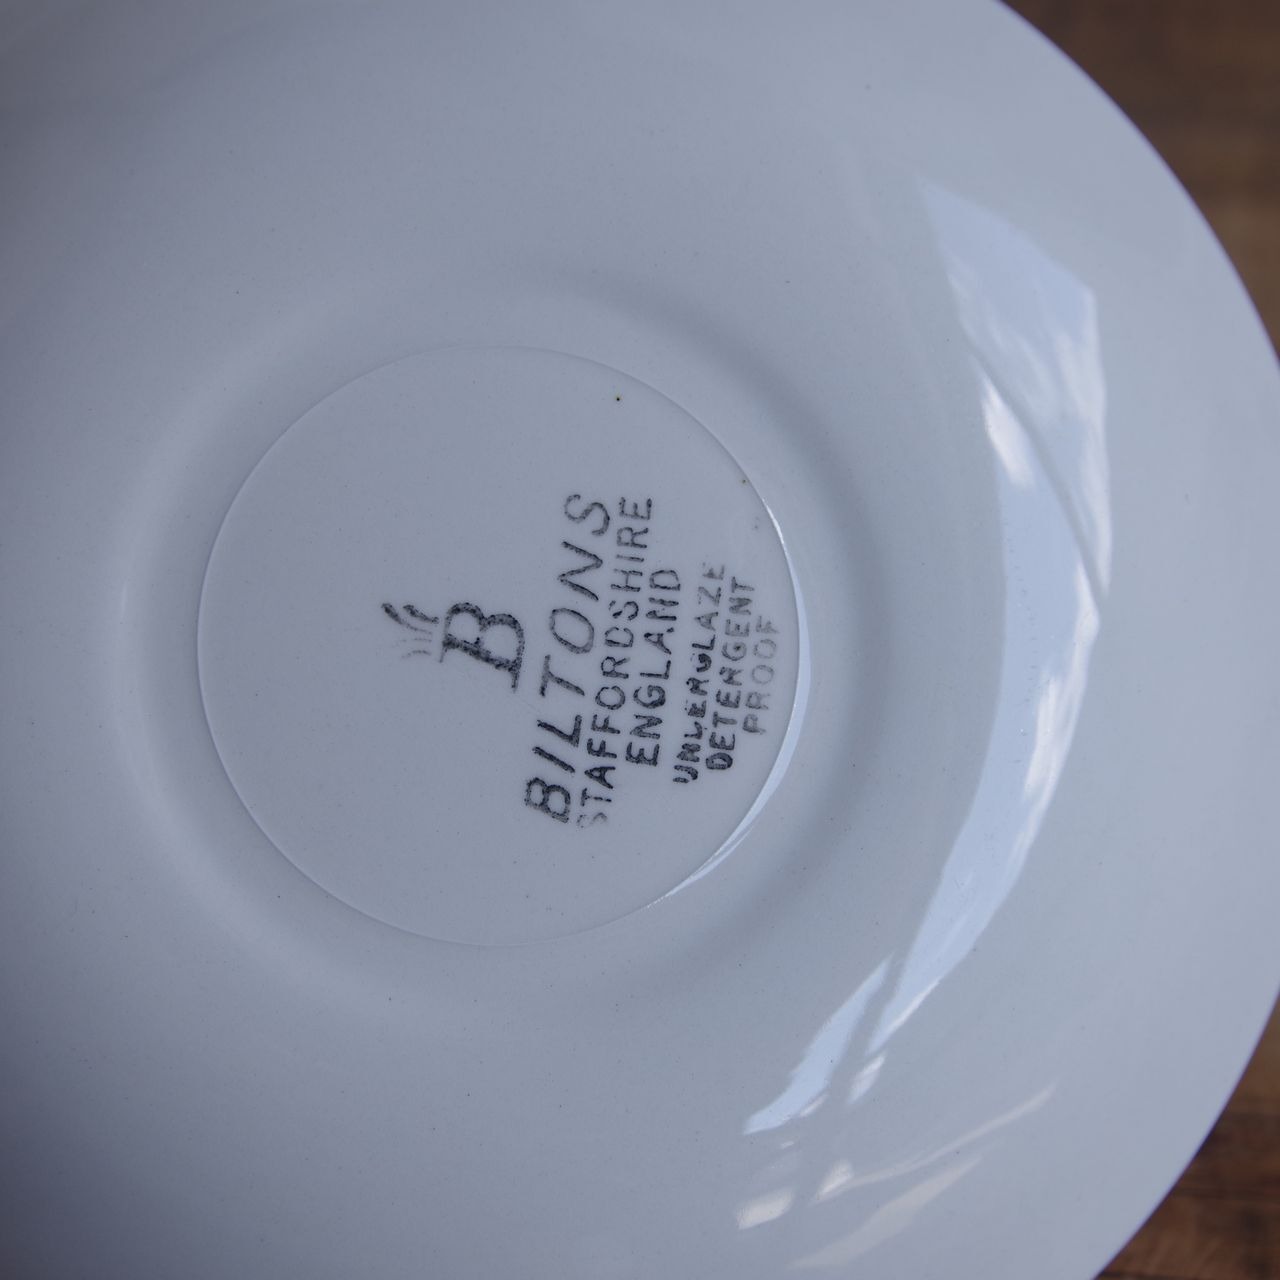 B
BILTONS
STAFFORDSHIRE
ENGLAND
UNDERGLAZE
DETERGENT
PROOF